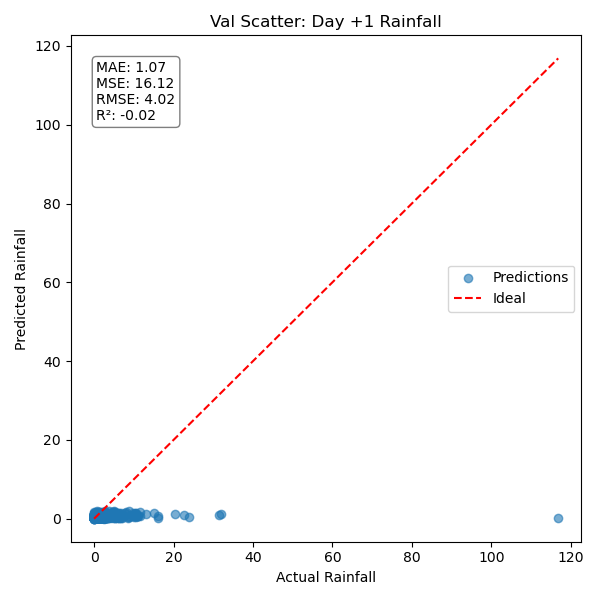 Val Scatter: Day +1 Rainfall
MAE: 1.07
MSE: 16.12
RMSE: 4.02
R²: -0.02
Predictions
Ideal
Predicted Rainfall
120
100
80
60
40
20
0
0 20 40 60 80 100 120
Actual Rainfall